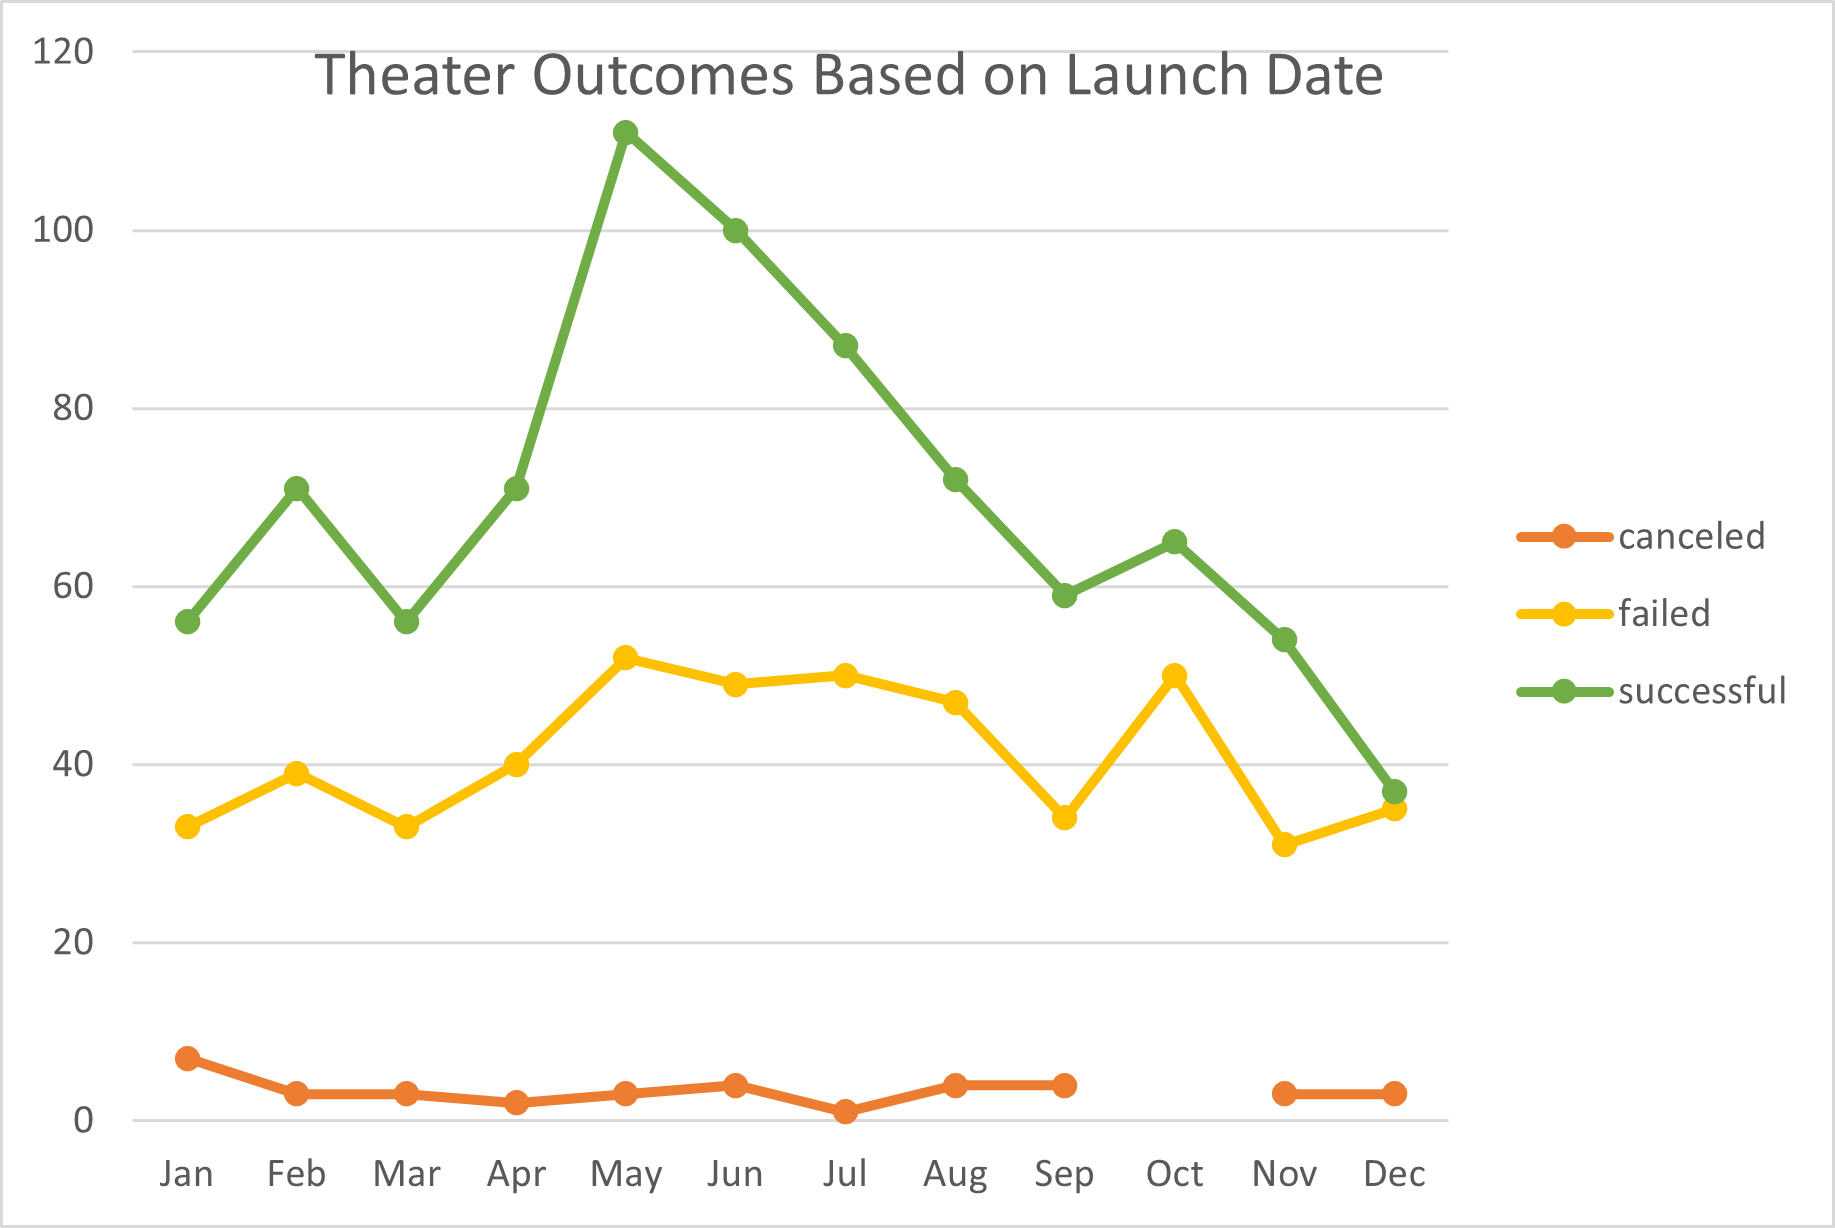 Theater Outcomes Based on Launch Date
120
100
80
60
40
20
0
Jan Feb Mar Apr May Jun Jul Aug Sep Oct Nov Dec
canceled
failed
successful